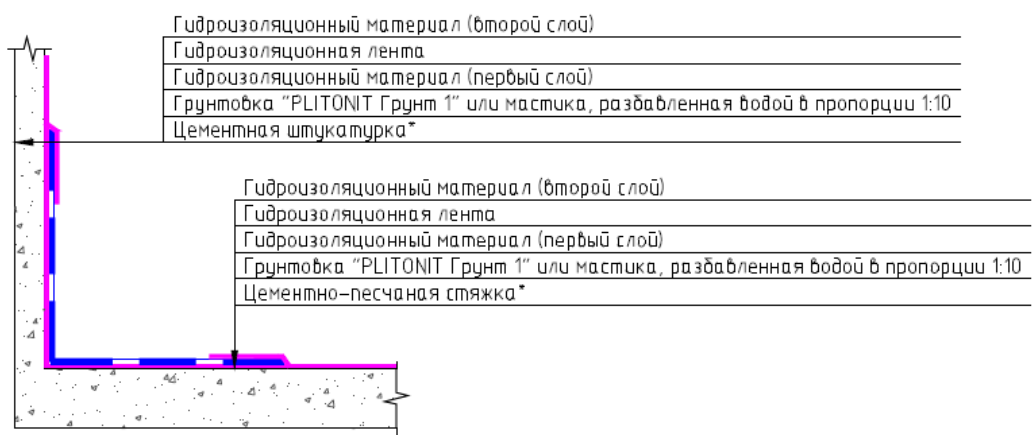 Гидроизоляционный материал (второй слой)
Гидроизоляционная лента
Гидроизоляционный материал (первый слой)
Грунтовка "PLITONIT Грунт 1" или мастика, разбавленная водой в пропорции 1:10
Цементная штукатурка*
Гидроизоляционный материал (второй слой)
Гидроизоляционная лента
Гидроизоляционный материал (первый слой)
Грунтовка "PLITONIT Грунт 1" или мастика, разбавленная водой в пропорции 1:10
Цементно-песчаная стяжка*